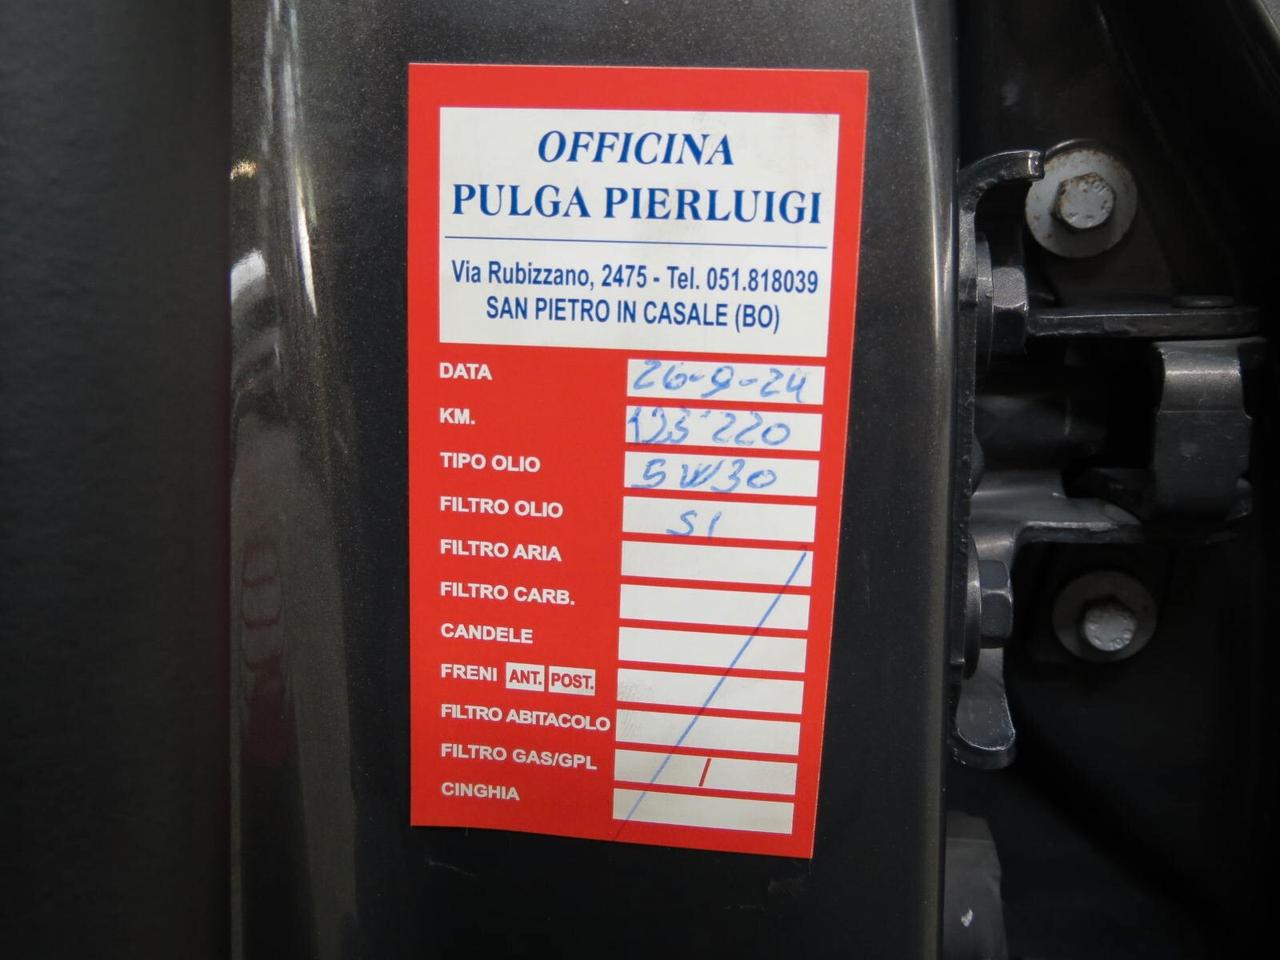 OFFICINA
PULGA PIERLUIGI
Via Rubizzano, 2475 - Tel. 051.818039
SAN PIETRO IN CASALE (BO)
DATA 26-9-24
KM. 123'220
TIPO OLIO 5W30
FILTRO OLIO SI
FILTRO ARIA
FILTRO CARB.
CANDELE
FRENI ANT. POST.
FILTRO ABITACOLO
FILTRO GAS/GPL /
CINGHIA